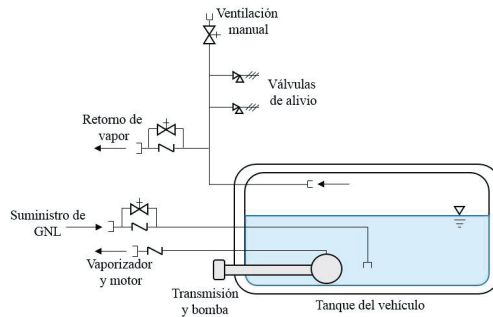 Ventilación
manual
Válvulas
de alivio
Retorno de
vapor
Suministro de
GNL
Vaporizador
y motor
Transmisión
y bomba
Tanque del vehículo